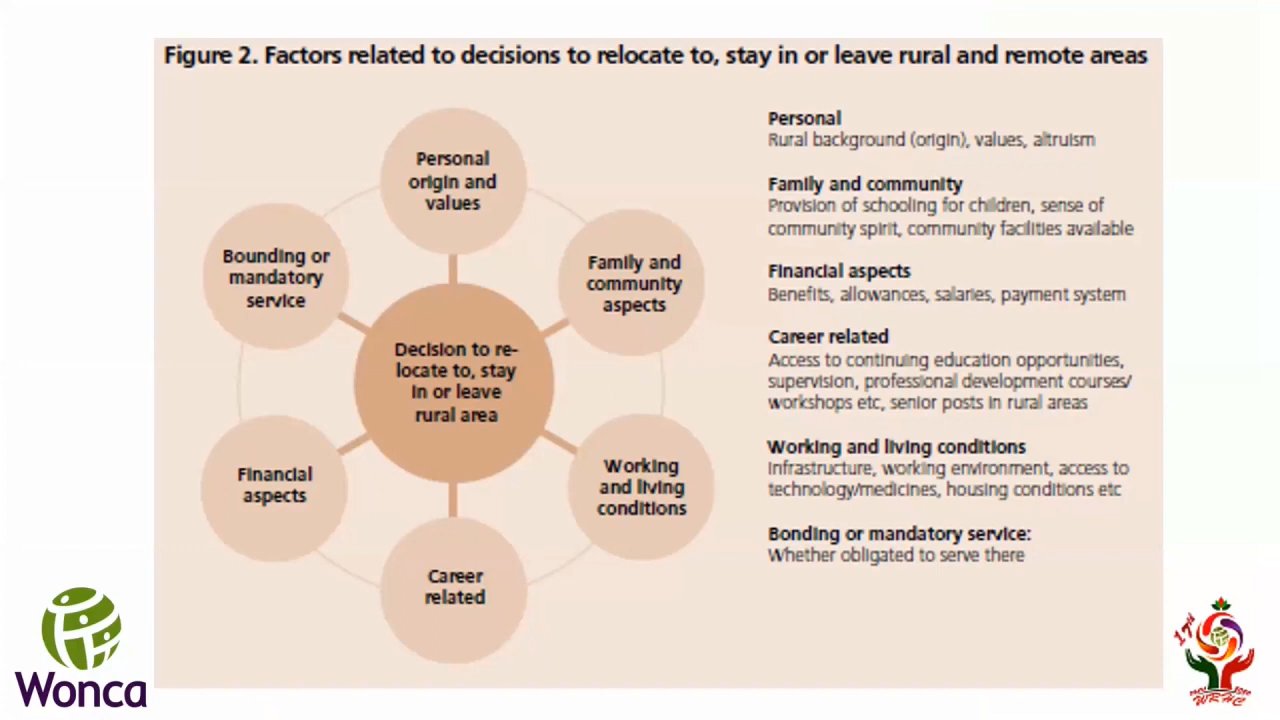 Figure 2. Factors related to decisions to relocate to, stay in or leave rural and remote areas
Personal
origin and
values
Family and
community
aspects
Working
and living
conditions
Career
related
Financial
aspects
Bounding or
mandatory
service
Decision to re-
locate to, stay
in or leave
rural area
Personal
Rural background (origin), values, altruism
Family and community
Provision of schooling for children, sense of
community spirit, community facilities available
Financial aspects
Benefits, allowances, salaries, payment system
Career related
Access to continuing education opportunities,
supervision, professional development courses/
workshops etc, senior posts in rural areas
Working and living conditions
Infrastructure, working environment, access to
technology/medicines, housing conditions etc
Bonding or mandatory service:
Whether obligated to serve there
Wonca
17th
WRHC